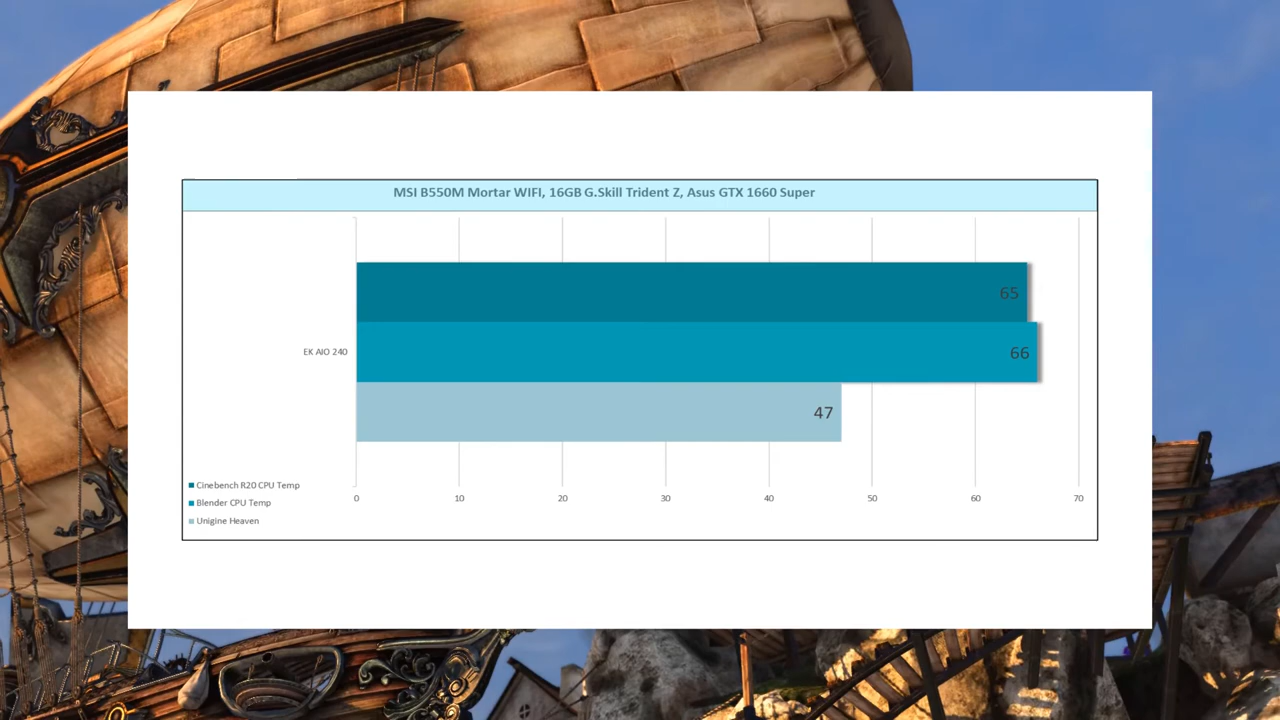 MSI B550M Mortar WIFI, 16GB G.Skill Trident Z, Asus GTX 1660 Super
65
66
EK AIO 240
47
Cinebench R20 CPU Temp
Blender CPU Temp
Unigine Heaven
0 10 20 30 40 50 60 70